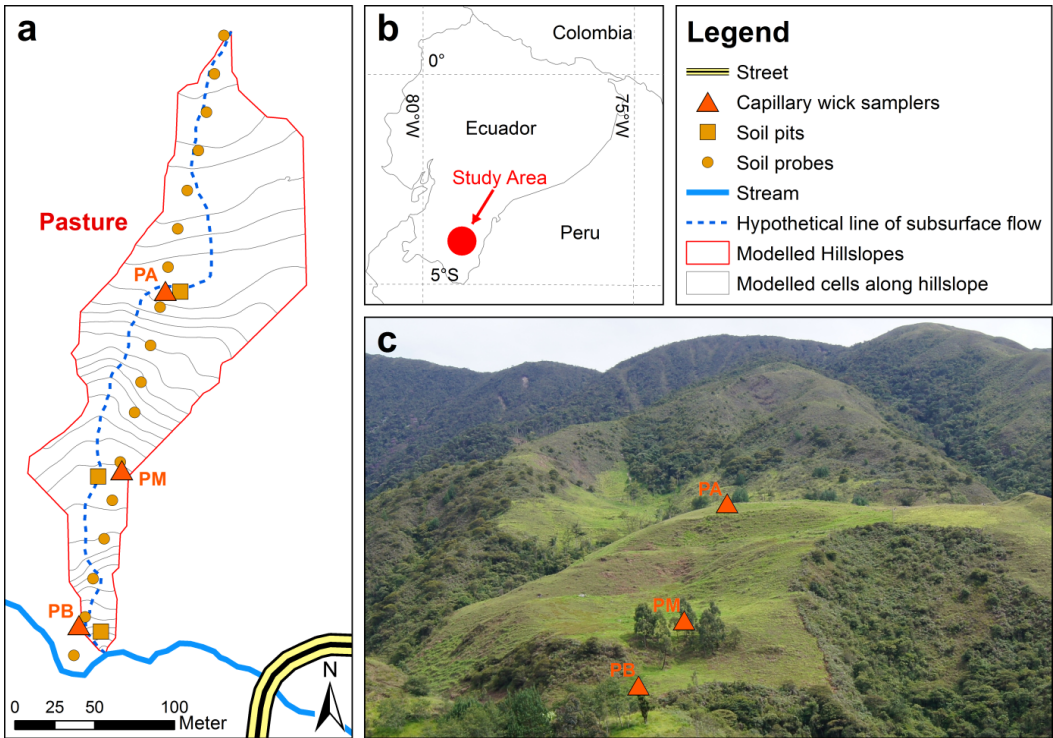 a
Pasture
PA
PM
PB
0 25 50 100
Meter
N
b
Colombia
0°
80°W
75°W
Ecuador
Study Area
Peru
5°S
Legend
Street
Capillary wick samplers
Soil pits
Soil probes
Stream
Hypothetical line of subsurface flow
Modelled Hillslopes
Modelled cells along hillslope
c
PA
PM
PB